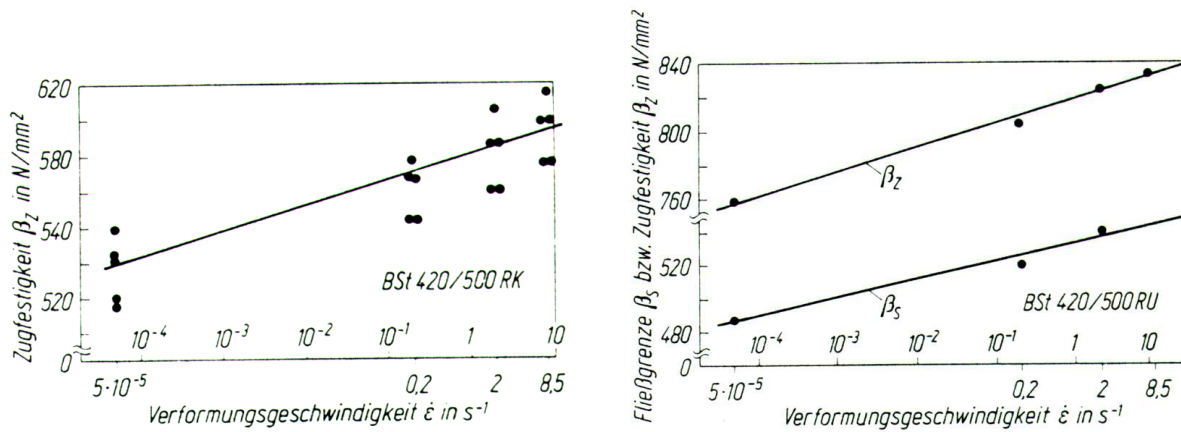 Zugfestigkeit β_Z in N/mm²
620
580
540
520
0
BSt 420/500 RK
10⁻⁴ 10⁻³ 10⁻² 10⁻¹ 1 10
5·10⁻⁵ 0,2 2 8,5
Verformungsgeschwindigkeit ε̇ in s⁻¹
Fließgrenze β_S bzw. Zugfestigkeit β_Z in N/mm²
840
800
760
520
480
0
β_Z
β_S
BSt 420/500 RU
10⁻⁴ 10⁻³ 10⁻² 10⁻¹ 1 10
5·10⁻⁵ 0,2 2 8,5
Verformungsgeschwindigkeit ε̇ in s⁻¹